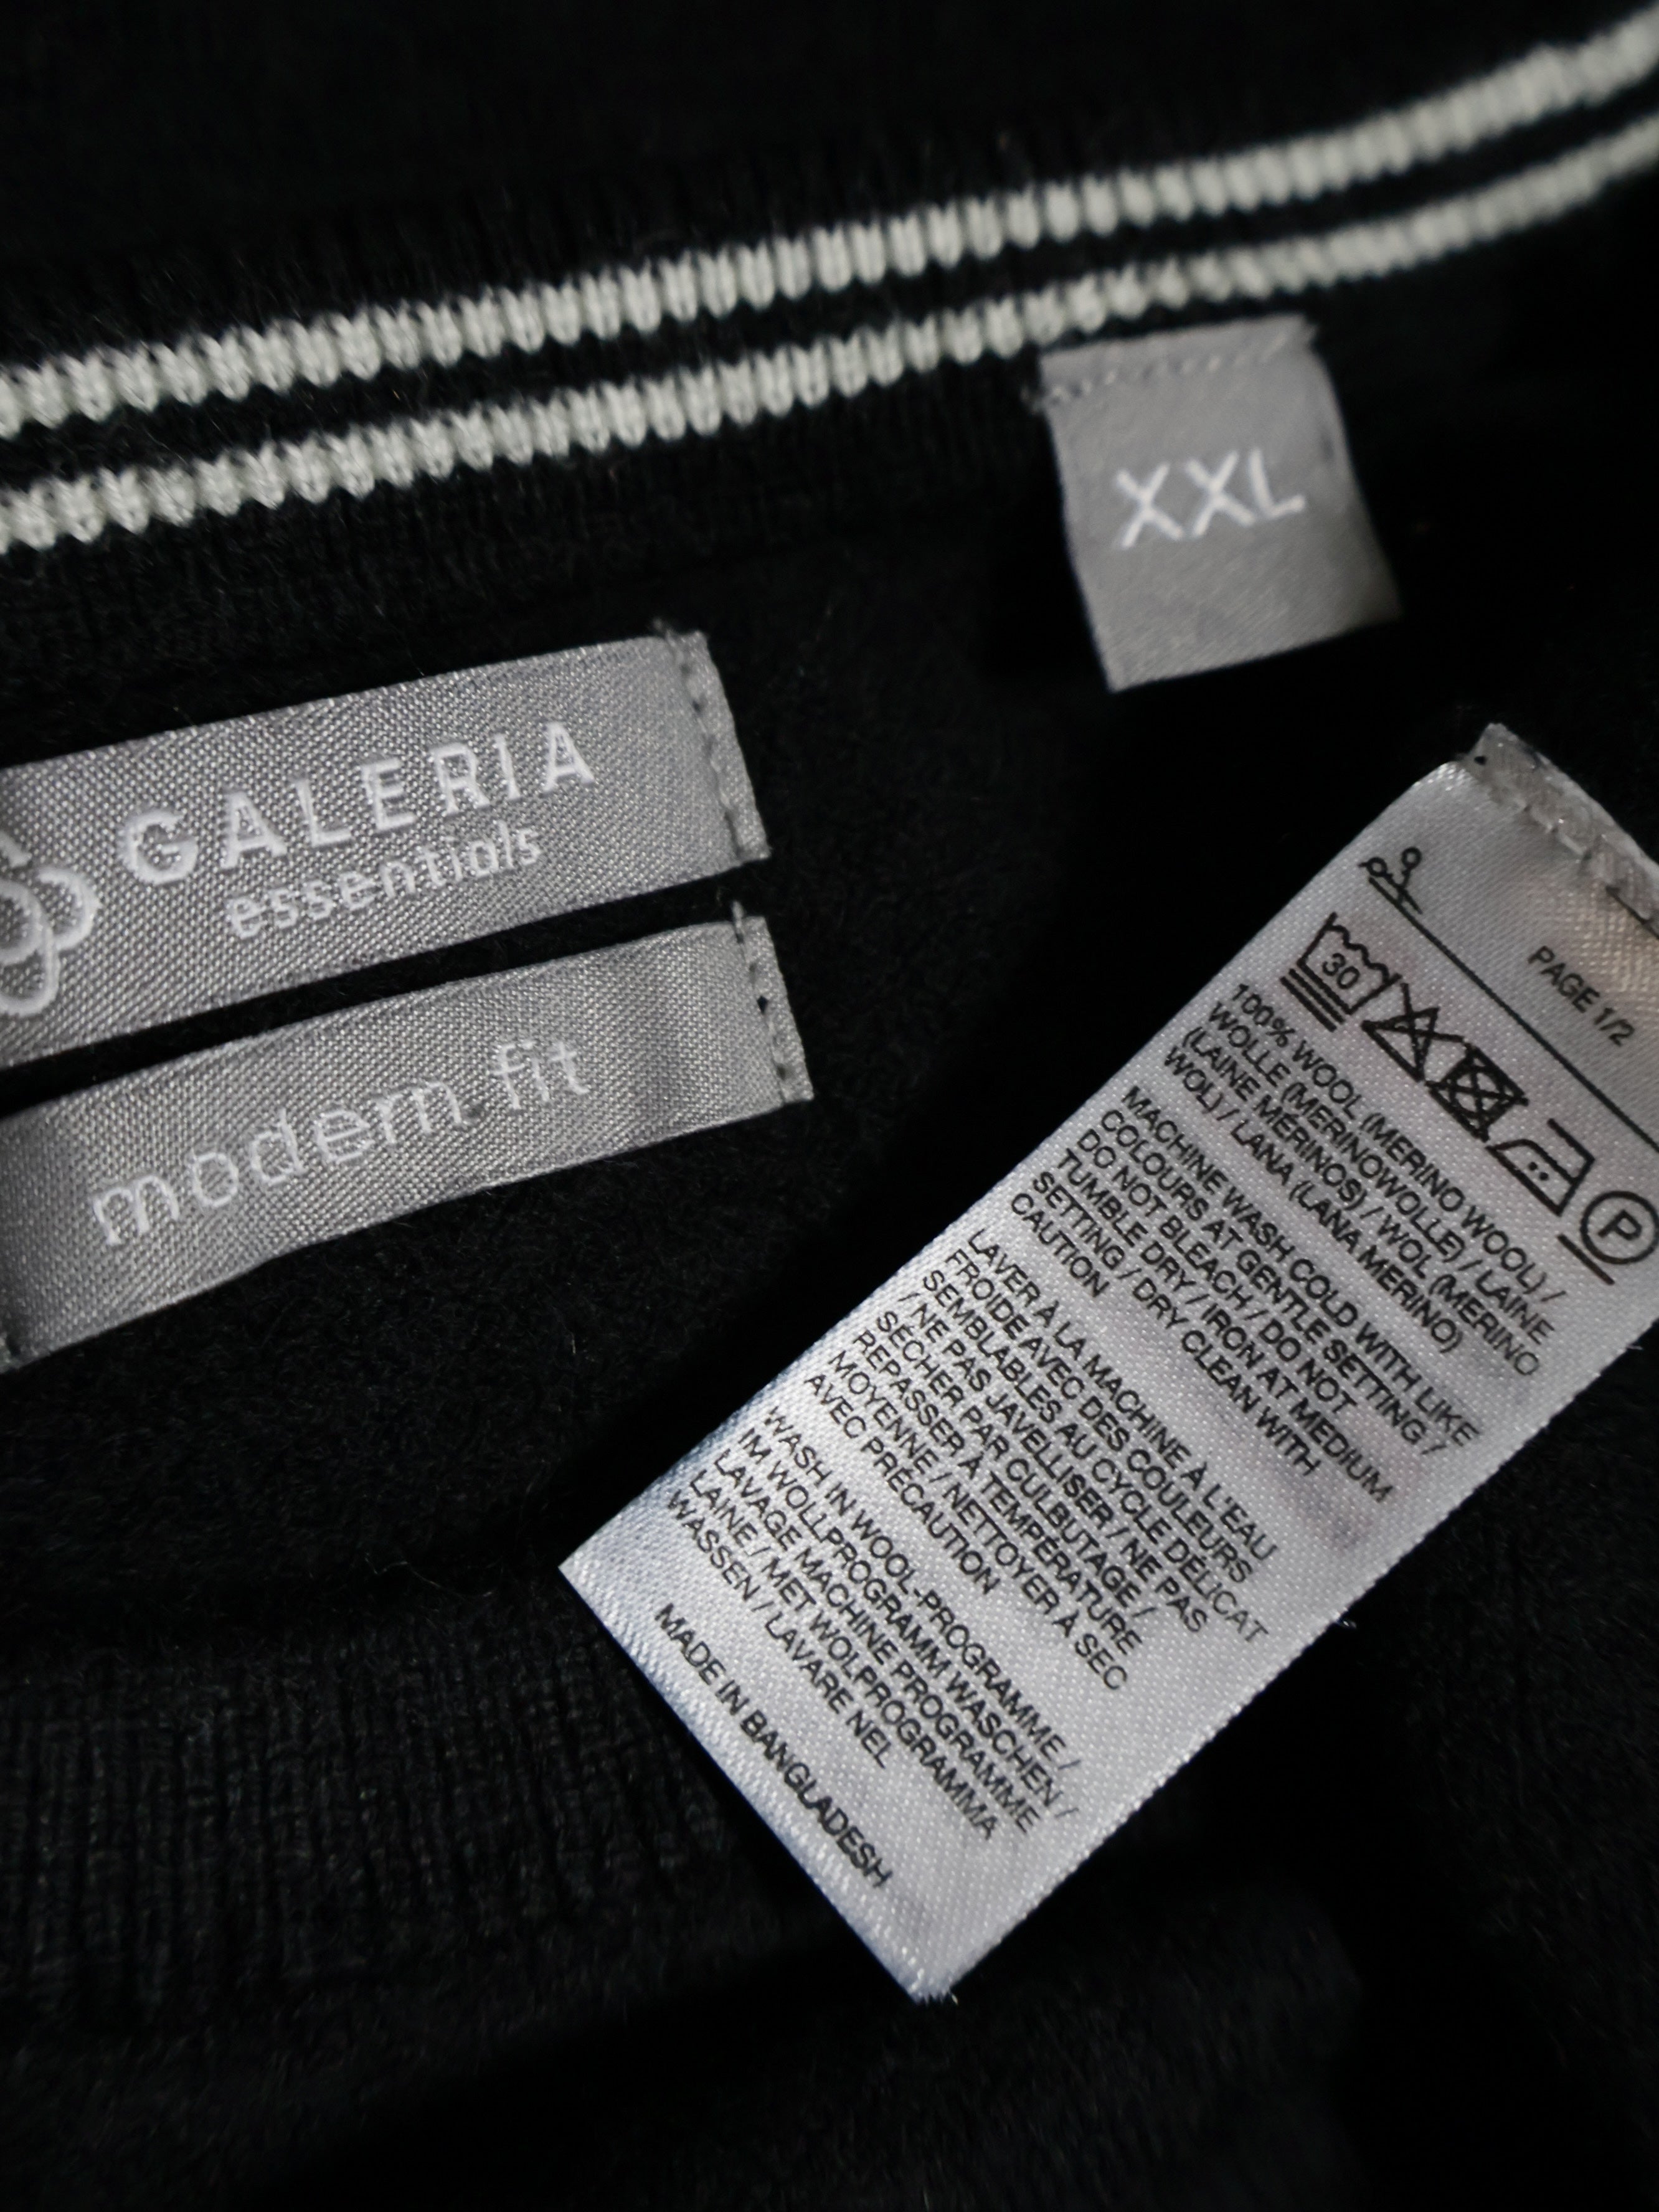 XXL
GALERIA
essentials
modern fit
PAGE 1/2
30
P
100% WOOL (MERINO WOOL) /
WOLLE (MERINOWOLLE) / LAINE
(LAINE MERINOS) / WOL (MERINO
WOL) / LANA (LANA MERINO)
MACHINE WASH COLD WITH LIKE
COLOURS AT GENTLE SETTING /
DO NOT BLEACH / DO NOT
TUMBLE DRY / IRON AT MEDIUM
SETTING / DRY CLEAN WITH
CAUTION
LAVER À LA MACHINE À L'EAU
FROIDE AVEC DES COULEURS
SEMBLABLES AU CYCLE DÉLICAT
/ NE PAS JAVELLISER / NE PAS
SÉCHER PAR CULBUTAGE /
REPASSER À TEMPÉRATURE
MOYENNE / NETTOYER À SEC
AVEC PRÉCAUTION
WASH IN WOOL-PROGRAMME /
IM WOLLPROGRAMM WASCHEN /
LAVAGE MACHINE PROGRAMME
LAINE / MET WOLPROGRAMMA
WASSEN / LAVARE NEL
MADE IN BANGLADESH